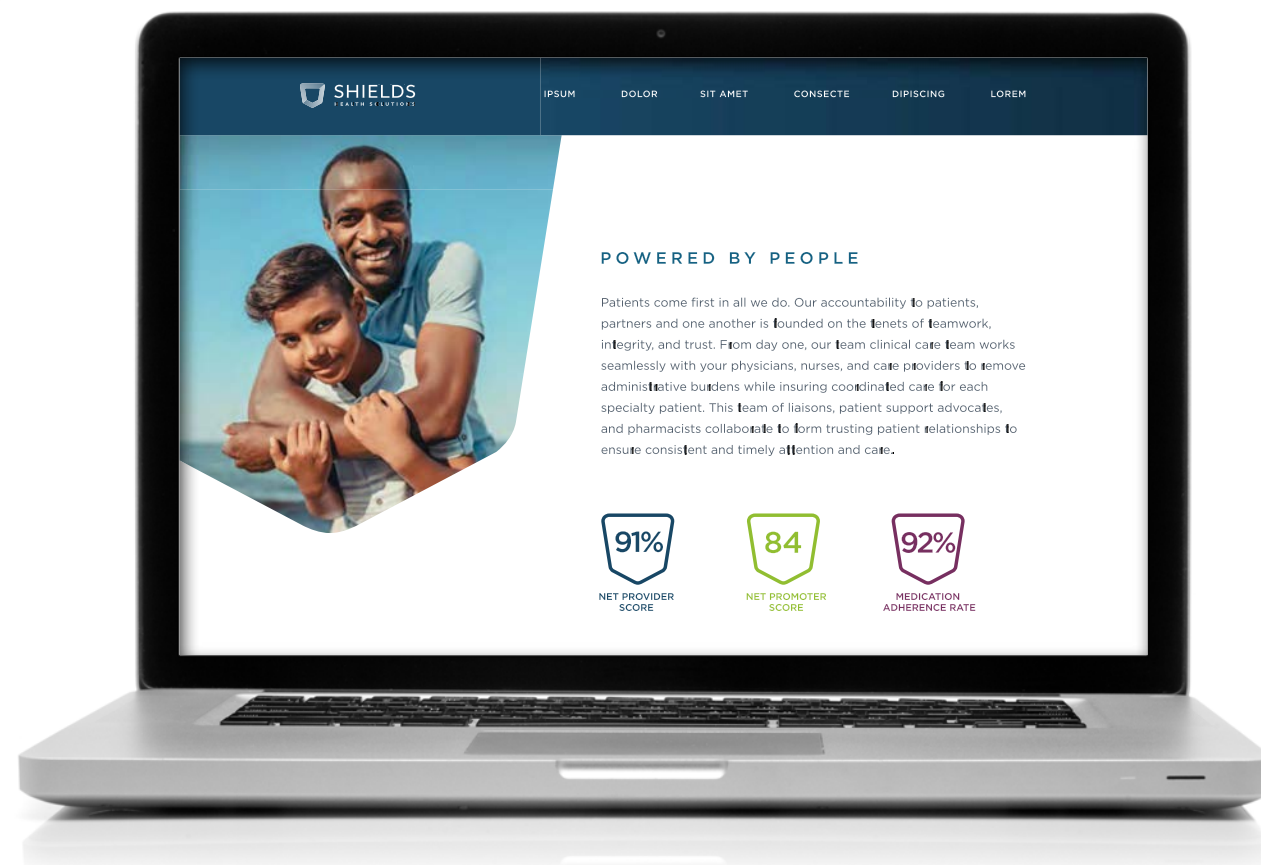 SHIELDS
HEALTH SOLUTIONS
IPSUM DOLOR SIT AMET CONSECTE DIPISCING LOREM
POWERED BY PEOPLE
Patients come first in all we do. Our accountability to patients,
partners and one another is founded on the tenets of teamwork,
integrity, and trust. From day one, our team clinical care team works
seamlessly with your physicians, nurses, and care providers to remove
administrative burdens while insuring coordinated care for each
specialty patient. This team of liaisons, patient support advocates,
and pharmacists collaborate to form trusting patient relationships to
ensure consistent and timely attention and care.
91% 84 92%
NET PROVIDER SCORE
NET PROMOTER SCORE
MEDICATION ADHERENCE RATE